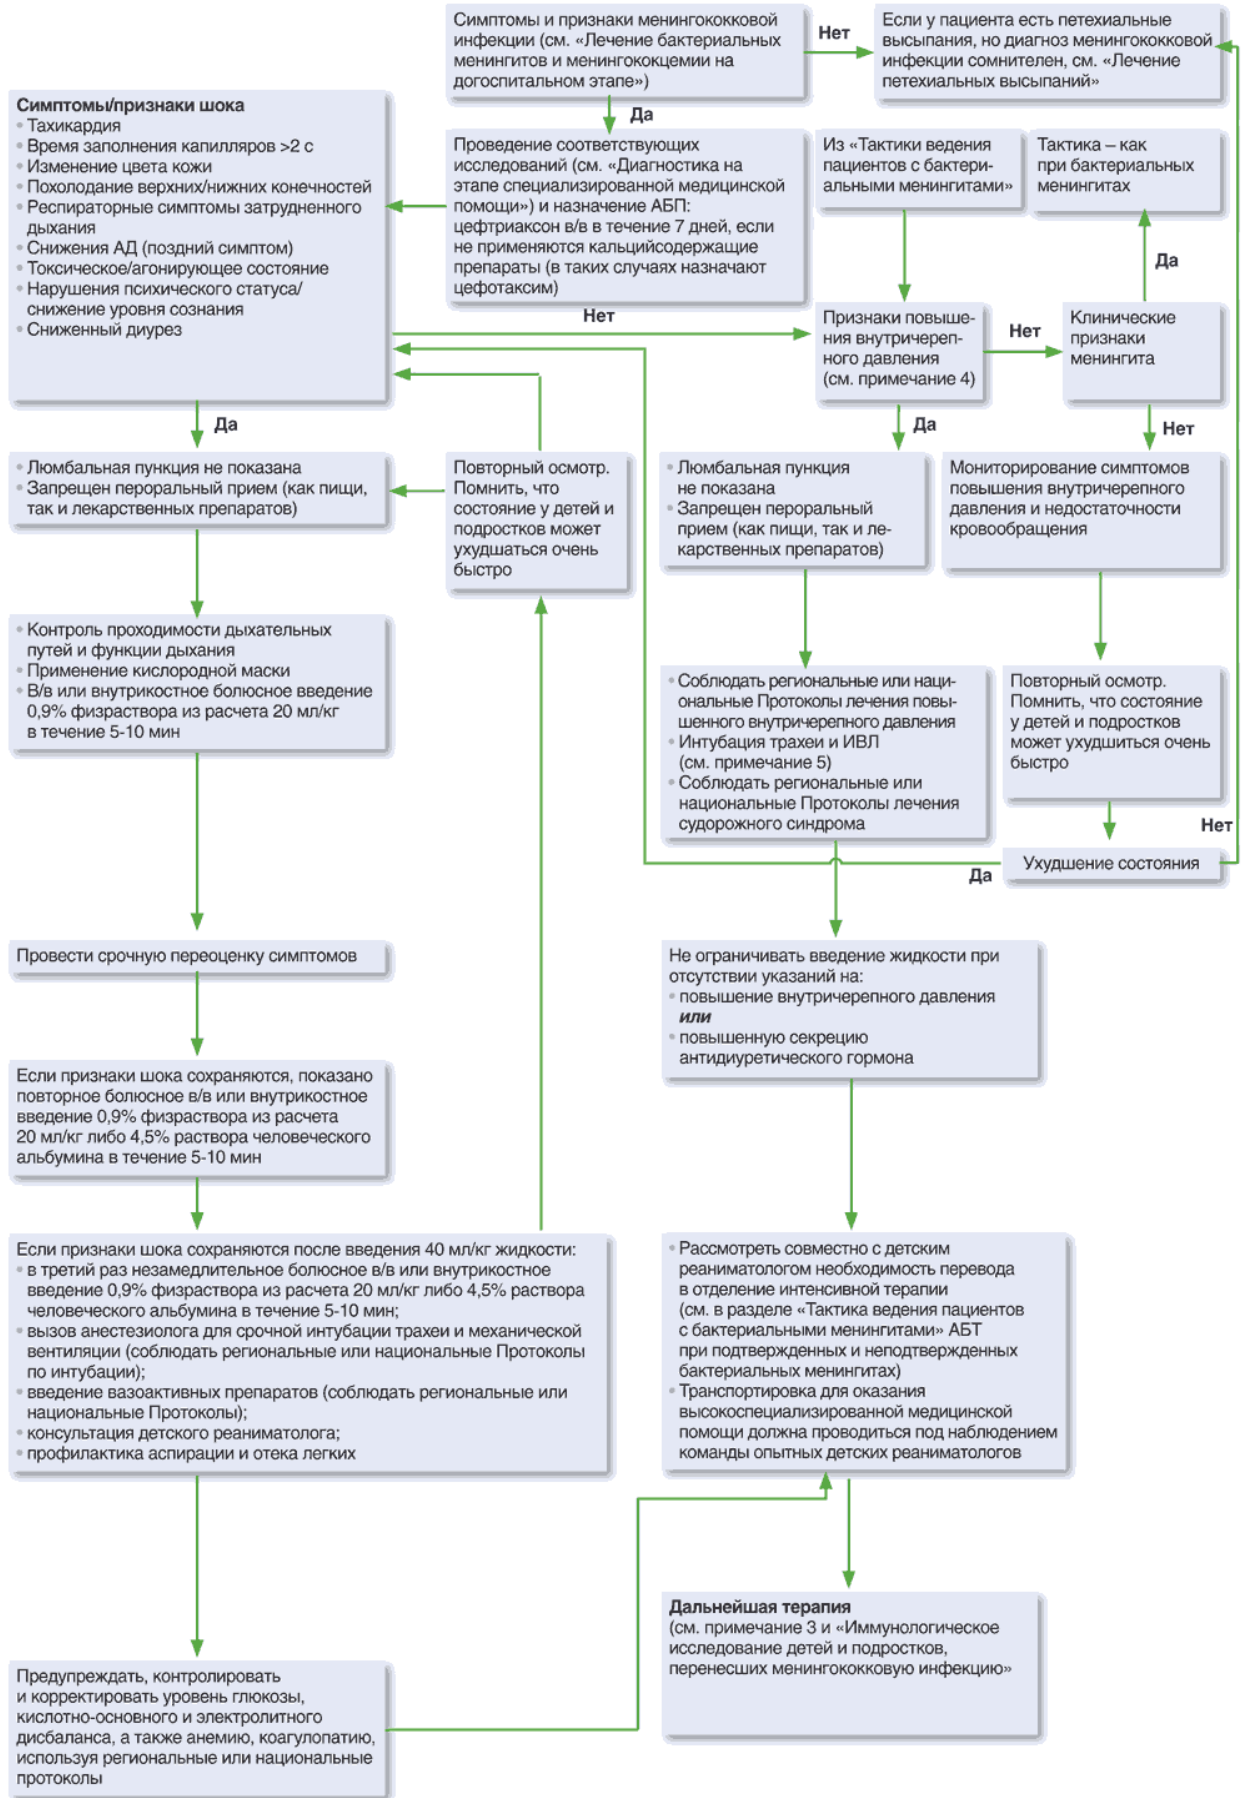 Симптомы и признаки менингококковой
инфекции (см. «Лечение бактериальных
менингитов и менингококцемии на
догоспитальном этапе»)
Нет
Если у пациента есть петехиальные
высыпания, но диагноз менингококковой
инфекции сомнителен, см. «Лечение
петехиальных высыпаний»
Да
Симптомы/признаки шока
• Тахикардия
• Время заполнения капилляров >2 с
• Изменение цвета кожи
• Похолодание верхних/нижних конечностей
• Респираторные симптомы затрудненного
дыхания
• Снижения АД (поздний симптом)
• Токсическое/агонирующее состояние
• Нарушения психического статуса/
снижение уровня сознания
• Сниженный диурез
Проведение соответствующих
исследований (см. «Диагностика на
этапе специализированной медицинской
помощи») и назначение АБП:
цефтриаксон в/в в течение 7 дней, если
не применяются кальцийсодержащие
препараты (в таких случаях назначают
цефотаксим)
Из «Тактики ведения
пациентов с бактери-
альными менингитами»
Тактика – как
при бактериальных
менингитах
Да
Нет
Признаки повыше-
ния внутричереп-
ного давления
(см. примечание 4)
Нет
Клинические
признаки
менингита
Да
Да
Нет
• Люмбальная пункция не показана
• Запрещен пероральный прием (как пищи,
так и лекарственных препаратов)
Повторный осмотр.
Помнить, что
состояние у детей и
подростков может
ухудшаться очень
быстро
• Люмбальная пункция
не показана
• Запрещен пероральный
прием (как пищи, так и ле-
карственных препаратов)
Мониторирование симптомов
повышения внутричерепного
давления и недостаточности
кровообращения
• Контроль проходимости дыхательных
путей и функции дыхания
• Применение кислородной маски
• В/в или внутрикостное болюсное введение
0,9% физраствора из расчета 20 мл/кг
в течение 5-10 мин
• Соблюдать региональные или наци-
ональные Протоколы лечения повы-
шенного внутричерепного давления
• Интубация трахеи и ИВЛ
(см. примечание 5)
• Соблюдать региональные или
национальные Протоколы лечения
судорожного синдрома
Повторный осмотр.
Помнить, что состояние
у детей и подростков
может ухудшиться очень
быстро
Нет
Ухудшение состояния
Да
Провести срочную переоценку симптомов
Не ограничивать введение жидкости при
отсутствии указаний на:
• повышение внутричерепного давления
или
• повышенную секрецию
антидиуретического гормона
Если признаки шока сохраняются, показано
повторное болюсное в/в или внутрикостное
введение 0,9% физраствора из расчета
20 мл/кг либо 4,5% раствора человеческого
альбумина в течение 5-10 мин
Если признаки шока сохраняются после введения 40 мл/кг жидкости:
• в третий раз незамедлительное болюсное в/в или внутрикостное
введение 0,9% физраствора из расчета 20 мл/кг либо 4,5% раствора
человеческого альбумина в течение 5-10 мин;
• вызов анестезиолога для срочной интубации трахеи и механической
вентиляции (соблюдать региональные или национальные Протоколы
по интубации);
• введение вазоактивных препаратов (соблюдать региональные или
национальные Протоколы);
• консультация детского реаниматолога;
• профилактика аспирации и отека легких
• Рассмотреть совместно с детским
реаниматологом необходимость перевода
в отделение интенсивной терапии
(см. в разделе «Тактика ведения пациентов
с бактериальными менингитами» АБТ
при подтвержденных и неподтвержденных
бактериальных менингитах)
• Транспортировка для оказания
высокоспециализированной медицинской
помощи должна проводиться под наблюдением
команды опытных детских реаниматологов
Дальнейшая терапия
(см. примечание 3 и «Иммунологическое
исследование детей и подростков,
перенесших менингококковую инфекцию»
Предупреждать, контролировать
и корректировать уровень глюкозы,
кислотно-основного и электролитного
дисбаланса, а также анемию, коагулопатию,
используя региональные или национальные
протоколы